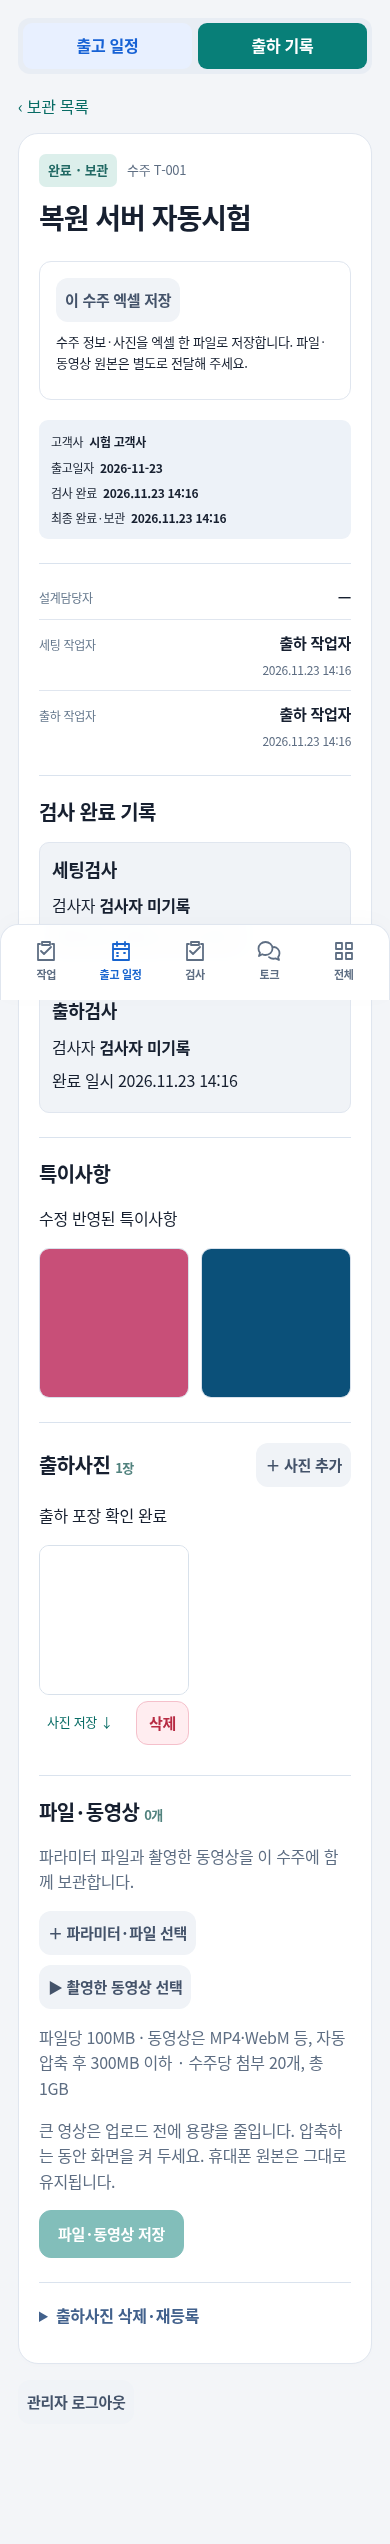 출고 일정
출하 기록
‹ 보관 목록
완료 · 보관
수주 T-001
복원 서버 자동시험
이 수주 엑셀 저장
수주 정보·사진을 엑셀 한 파일로 저장합니다. 파일·
동영상 원본은 별도로 전달해 주세요.
고객사 시험 고객사
출고일자 2026-11-23
검사 완료 2026.11.23 14:16
최종 완료·보관 2026.11.23 14:16
설계담당자 —
세팅 작업자 출하 작업자
2026.11.23 14:16
출하 작업자 출하 작업자
2026.11.23 14:16
검사 완료 기록
세팅검사
검사자 검사자 미기록
작업
출고 일정
검사
토크
전체
출하검사
검사자 검사자 미기록
완료 일시 2026.11.23 14:16
특이사항
수정 반영된 특이사항
출하사진 1장
+ 사진 추가
출하 포장 확인 완료
사진 저장 ↓
삭제
파일·동영상 0개
파라미터 파일과 촬영한 동영상을 이 수주에 함
께 보관합니다.
+ 파라미터·파일 선택
▶ 촬영한 동영상 선택
파일당 100MB · 동영상은 MP4·WebM 등, 자동
압축 후 300MB 이하 · 수주당 첨부 20개, 총
1GB
큰 영상은 업로드 전에 용량을 줄입니다. 압축하
는 동안 화면을 켜 두세요. 휴대폰 원본은 그대로
유지됩니다.
파일·동영상 저장
▶ 출하사진 삭제·재등록
관리자 로그아웃